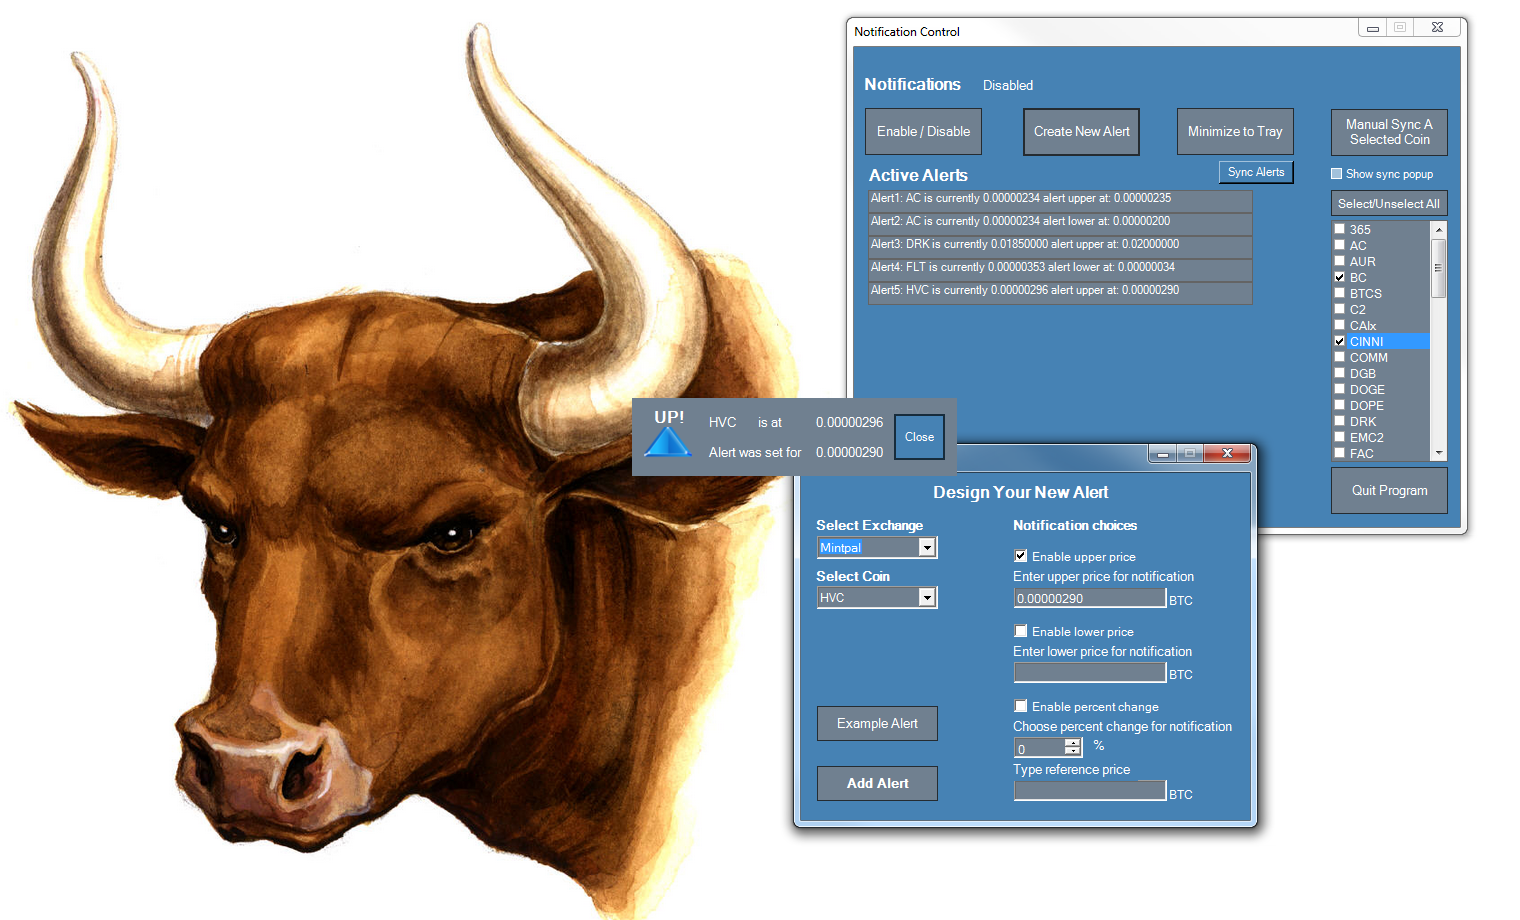 Notification Control
Notifications Disabled
Enable / Disable
Create New Alert
Minimize to Tray
Manual Sync A
Selected Coin
Active Alerts
Sync Alerts
Show sync popup
Alert1: AC is currently 0.00000234 alert upper at: 0.00000235
Alert2: AC is currently 0.00000234 alert lower at: 0.00000200
Alert3: DRK is currently 0.01850000 alert upper at: 0.02000000
Alert4: FLT is currently 0.00000353 alert lower at: 0.00000034
Alert5: HVC is currently 0.00000296 alert upper at: 0.00000290
Select/Unselect All
365
AC
AUR
BC
BTCS
C2
CAIx
CINNI
COMM
DGB
DOGE
DOPE
DRK
EMC2
FAC
Quit Program
UP!
HVC is at 0.00000296
Alert was set for 0.00000290
Close
Design Your New Alert
Select Exchange
Mintpal
Select Coin
HVC
Example Alert
Add Alert
Notification choices
Enable upper price
Enter upper price for notification
0.00000290 BTC
Enable lower price
Enter lower price for notification
BTC
Enable percent change
Choose percent change for notification
0 %
Type reference price
BTC